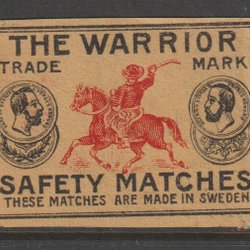 THE WARRIOR
TRADE MARK
SAFETY MATCHES
THESE MATCHES ARE MADE IN SWEDEN